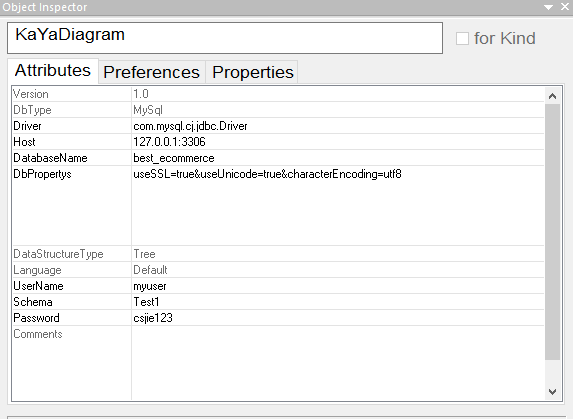 Object Inspector
KaYaDiagram
for Kind
Attributes Preferences Properties
Version 1.0
DbType MySql
Driver com.mysql.cj.jdbc.Driver
Host 127.0.0.1:3306
DatabaseName best_ecommerce
DbPropertys useSSL=true&useUnicode=true&characterEncoding=utf8
DataStructureType Tree
Language Default
UserName myuser
Schema Test1
Password csjie123
Comments